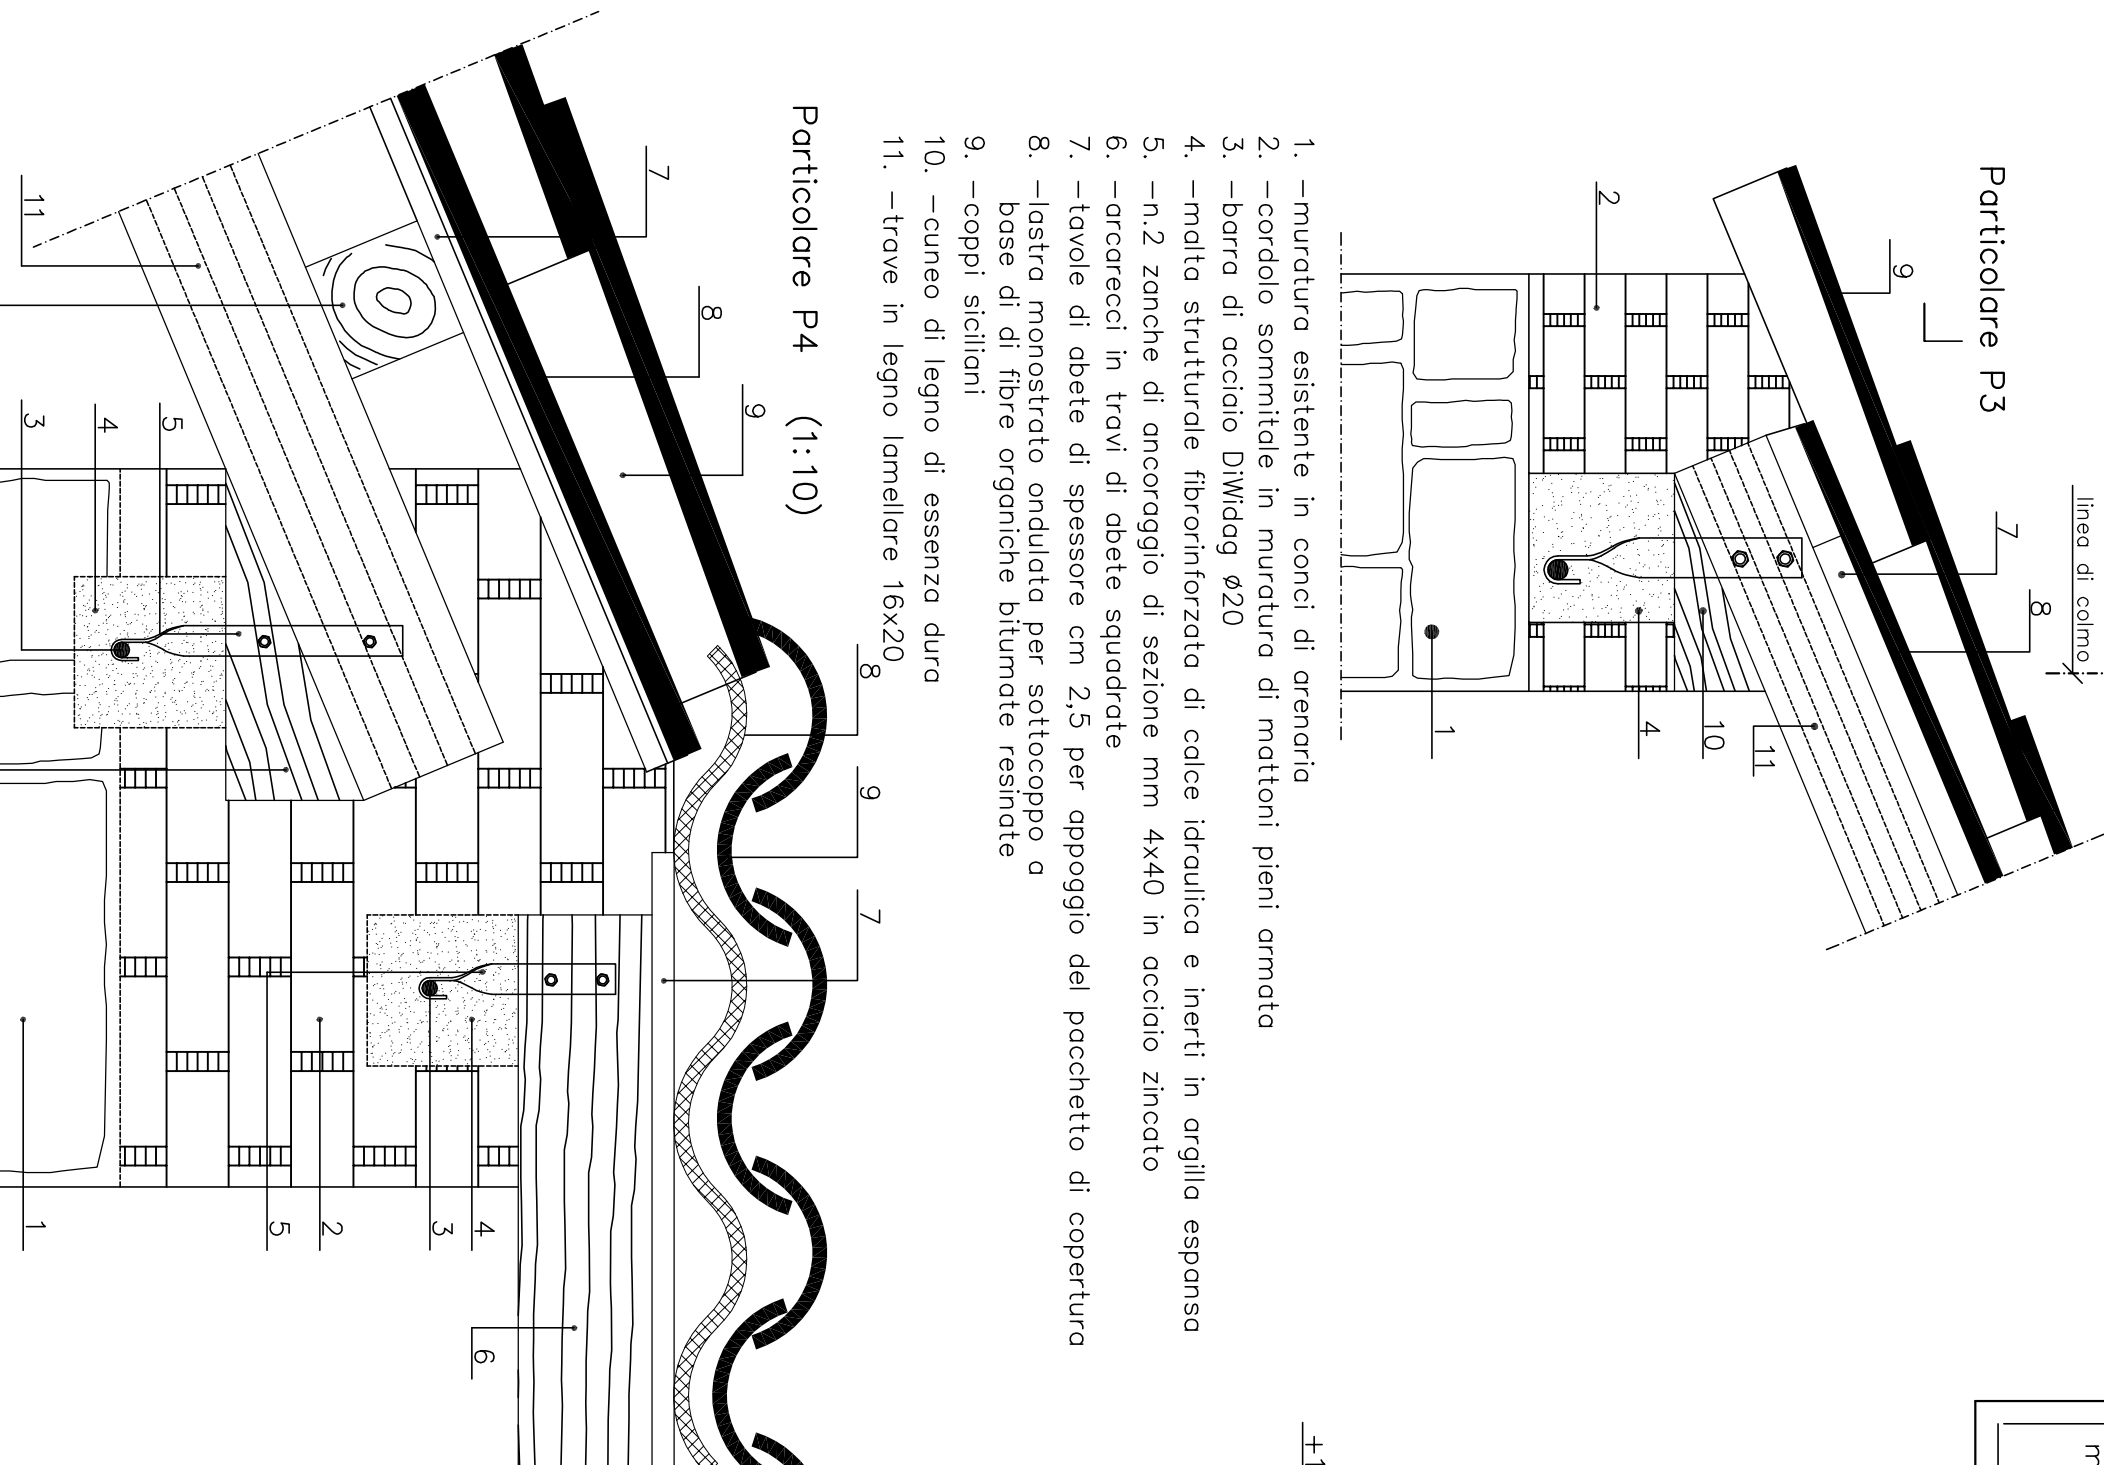 Particolare P3
linea di colmo
9
2
7
8
1
4
10
11
1. -muratura esistente in conci di arenaria
2. -cordolo sommitale in muratura di mattoni pieni armata
3. -barra di acciaio DiWidag Ø20
4. -malta strutturale fibrorinforzata di calce idraulica e inerti in argilla espansa
5. -n.2 zanche di ancoraggio di sezione mm 4x40 in acciaio zincato
6. -arcarecci in travi di abete squadrate
7. -tavole di abete di spessore cm 2,5 per appoggio del pacchetto di copertura
8. -lastra monostrato ondulata per sottocoppo a
base di di fibre organiche bitumate resinate
9. -coppi siciliani
10. -cuneo di legno di essenza dura
11. -trave in legno lamellare 16x20
Particolare P4 (1:10)
7
8
9
11
5
4
3
8
9
7
4
3
2
5
1
6
+1